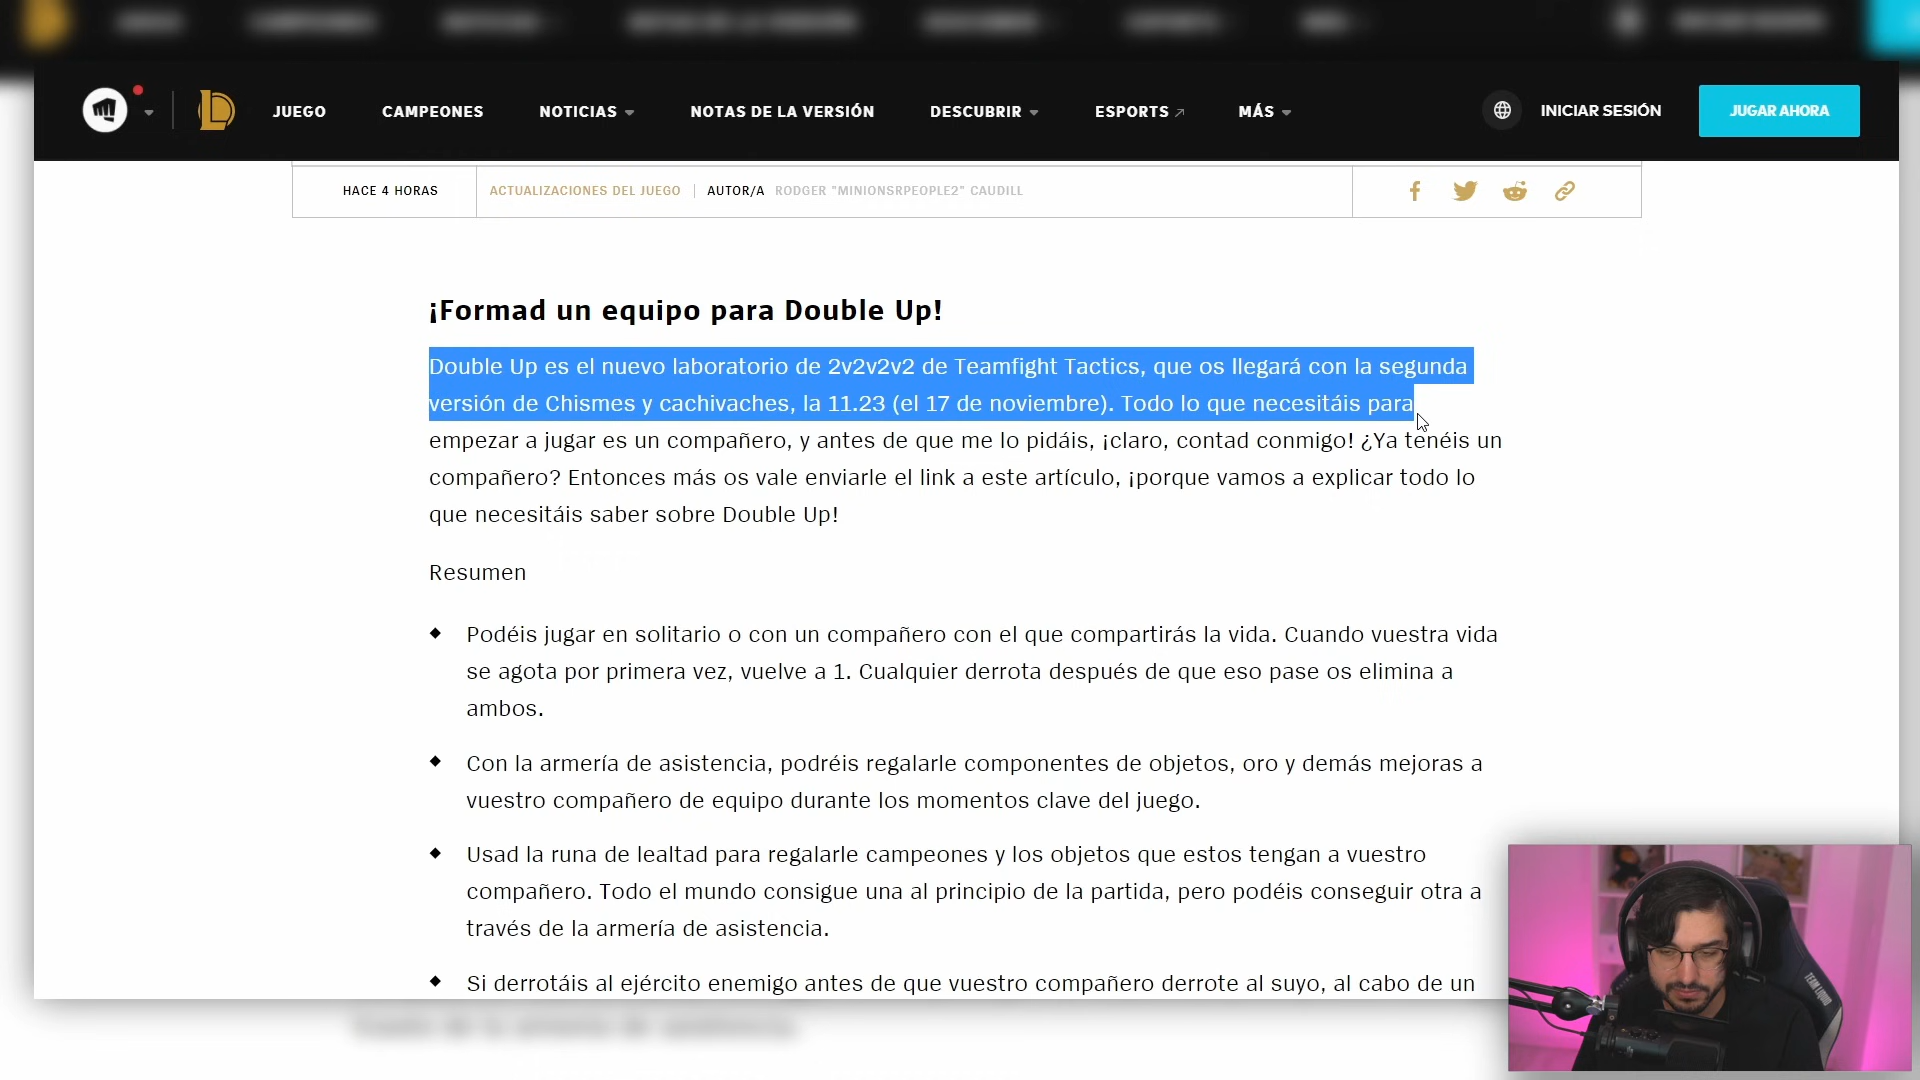 JUEGO CAMPEONES NOTICIAS NOTAS DE LA VERSIÓN DESCUBRIR ESPORTS MÁS INICIAR SESIÓN JUGAR AHORA
HACE 4 HORAS ACTUALIZACIONES DEL JUEGO AUTOR/A RODGER "MINIONSRPEOPLE2" CAUDILL
¡Formad un equipo para Double Up!
Double Up es el nuevo laboratorio de 2v2v2v2 de Teamfight Tactics, que os llegará con la segunda
versión de Chismes y cachivaches, la 11.23 (el 17 de noviembre). Todo lo que necesitáis para
empezar a jugar es un compañero, y antes de que me lo pidáis, ¡claro, contad conmigo! ¿Ya tenéis un
compañero? Entonces más os vale enviarle el link a este artículo, ¡porque vamos a explicar todo lo
que necesitáis saber sobre Double Up!
Resumen
Podéis jugar en solitario o con un compañero con el que compartirás la vida. Cuando vuestra vida
se agota por primera vez, vuelve a 1. Cualquier derrota después de que eso pase os elimina a
ambos.
Con la armería de asistencia, podréis regalarle componentes de objetos, oro y demás mejoras a
vuestro compañero de equipo durante los momentos clave del juego.
Usad la runa de lealtad para regalarle campeones y los objetos que estos tengan a vuestro
compañero. Todo el mundo consigue una al principio de la partida, pero podéis conseguir otra a
través de la armería de asistencia.
Si derrotáis al ejército enemigo antes de que vuestro compañero derrote al suyo, al cabo de un
TEAM LIQUID